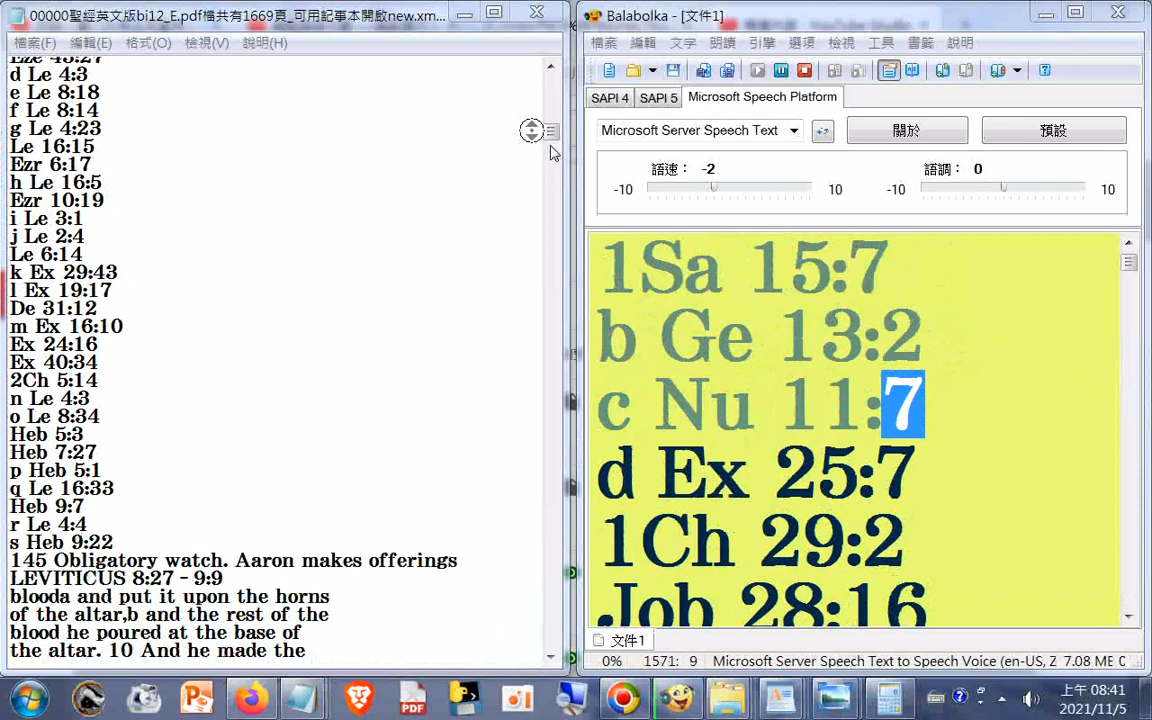 00000聖經英文版bi12_E.pdf檔共有1669頁_可用記事本開啟new.xm...
檔案(F) 編輯(E) 格式(O) 檢視(V) 說明(H)
Eze 43:27
d Le 4:3
e Le 8:18
f Le 8:14
g Le 4:23
Le 16:15
Ezr 6:17
h Le 16:5
Ezr 10:19
i Le 3:1
j Le 2:4
Le 6:14
k Ex 29:43
l Ex 19:17
De 31:12
m Ex 16:10
Ex 24:16
Ex 40:34
2Ch 5:14
n Le 4:3
o Le 8:34
Heb 5:3
Heb 7:27
p Heb 5:1
q Le 16:33
Heb 9:7
r Le 4:4
s Heb 9:22
145 Obligatory watch. Aaron makes offerings
LEVITICUS 8:27 – 9:9
blooda and put it upon the horns
of the altar,b and the rest of the
blood he poured at the base of
the altar. 10 And he made the
Balabolka - [文件1]
檔案 編輯 文字 朗讀 引擎 選項 檢視 工具 書籤 說明
SAPI 4 SAPI 5 Microsoft Speech Platform
Microsoft Server Speech Text 關於 預設
語速： -2 語調： 0
-10 10 -10 10
1Sa 15:7
b Ge 13:2
c Nu 11:7
d Ex 25:7
1Ch 29:2
Job 28:16
文件1
0% 1571: 9 Microsoft Server Speech Text to Speech Voice (en-US, Z 7.08 ME
PDF
上午 08:41
2021/11/5